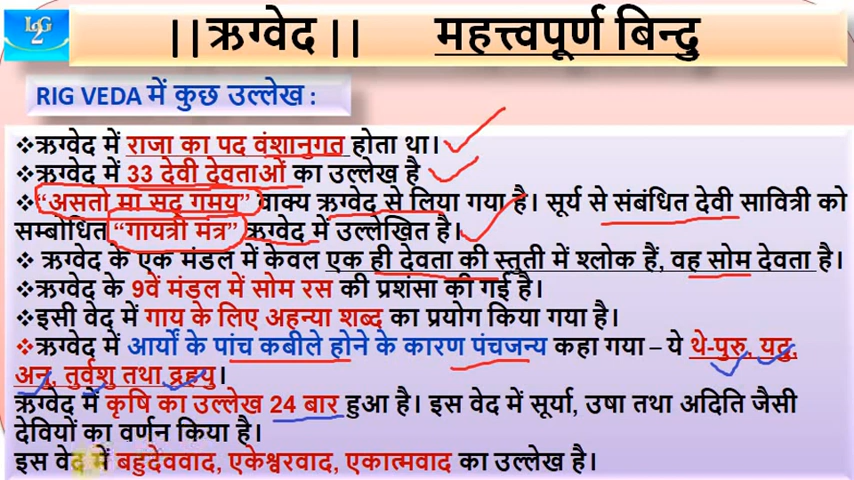 LG
2
||ऋग्वेद || महत्त्वपूर्ण बिन्दु
RIG VEDA में कुछ उल्लेख :
❖ऋग्वेद में राजा का पद वंशानुगत होता था।
❖ऋग्वेद में 33 देवी देवताओं का उल्लेख है
❖"असतो मा सद् गमय" वाक्य ऋग्वेद से लिया गया है। सूर्य से संबंधित देवी सावित्री को
सम्बोधित "गायत्री मंत्र" ऋग्वेद में उल्लेखित है।
❖ ऋग्वेद के एक मंडल में केवल एक ही देवता की स्तुती में श्लोक हैं, वह सोम देवता है।
❖ऋग्वेद के 9वें मंडल में सोम रस की प्रशंसा की गई है।
❖इसी वेद में गाय के लिए अहन्या शब्द का प्रयोग किया गया है।
❖ऋग्वेद में आर्यों के पांच कबीले होने के कारण पंचजन्य कहा गया – ये थे-पुरु, यदु,
अनु, तुर्वशु तथा द्रहयु।
ऋग्वेद में कृषि का उल्लेख 24 बार हुआ है। इस वेद में सूर्या, उषा तथा अदिति जैसी
देवियों का वर्णन किया है।
इस वेद में बहुदेववाद, एकेश्वरवाद, एकात्मवाद का उल्लेख है।